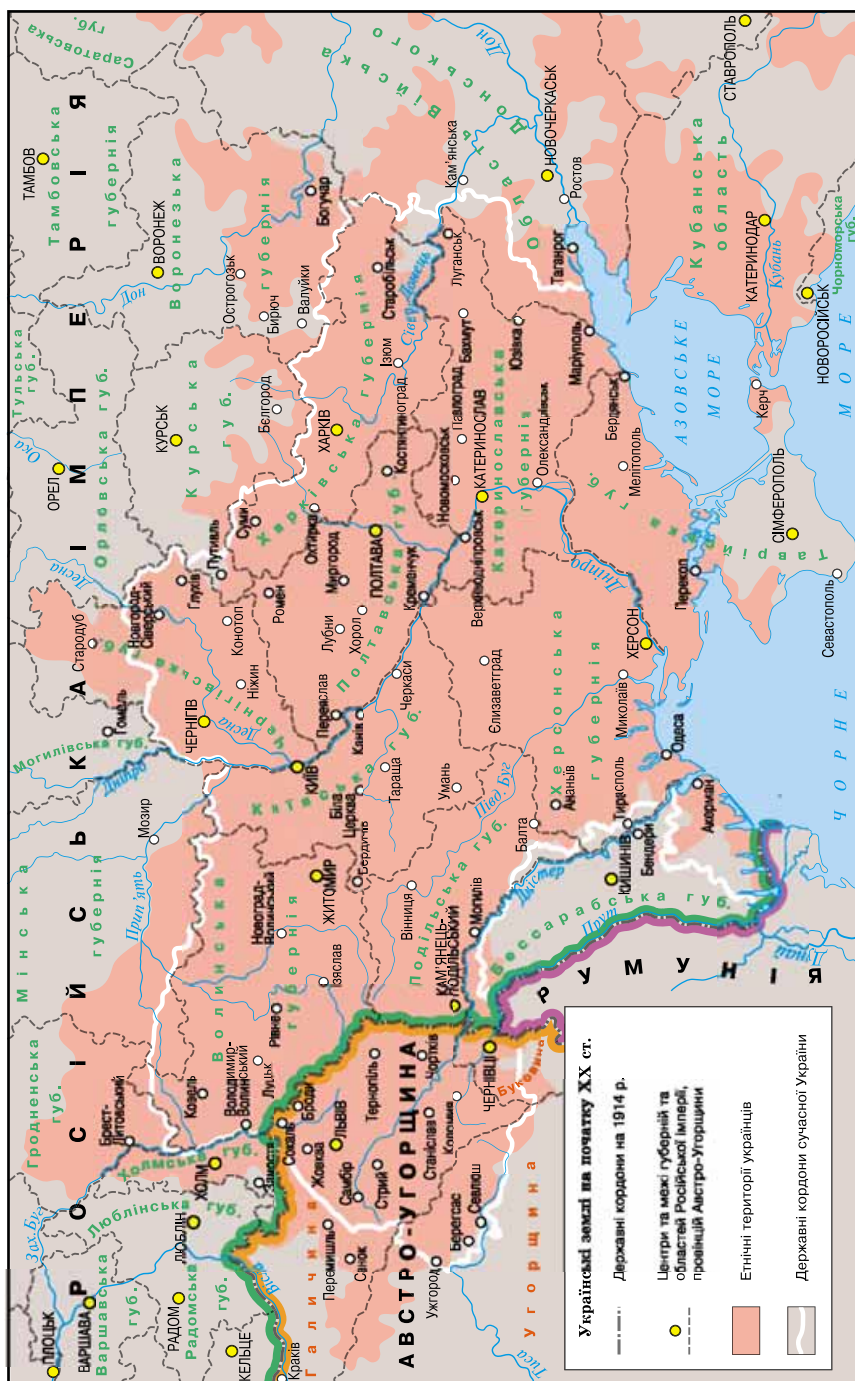 РОСІЙСЬКА ІМПЕРІЯ
АВСТРО-УГОРЩИНА
РУМУНІЯ
Гродненська
губ.
Мінська
губернія
Могилівська губ.
Орловська губ.
Тульська
губ.
Тамбовська
губернія
Саратовська
губ.
Воронезька
губернія
Курська
губ.
Область Війська Донського
Кубанська
область
Чорноморська
губ.
Варшавська
губ.
Радомська
губ.
Люблінська губ.
Холмська губ.
Волинська
губернія
Київська губ.
Чернігівська губ.
Полтавська губ.
Харківська губернія
Катеринославська
губернія
Херсонська
губернія
Таврійська губ.
Подільська губ.
Бессарабська губ.
Галичина
Буковина
Угорщина
ПЛОЦЬК
ВАРШАВА
РАДОМ
КЕЛЬЦЕ
ЛЮБЛІН
ХОЛМ
Замостя
Краків
Брест-
Литовський
Ковель
Володимир-
Волинський
Луцьк
Рівне
Ізяслав
Новоград-
Волинський
ЖИТОМИР
Бердичів
Мозир
Гомель
Стародуб
Новгород-
Сіверський
Глухів
Путивль
ЧЕРНІГІВ
Конотоп
Ніжин
КИЇВ
Переяслав
Канів
Біла
Церква
Тараща
Черкаси
Умань
Ромен
Лубни
Хорол
Миргород
ПОЛТАВА
Кременчук
Суми
Охтирка
ХАРКІВ
Костянтиноград
Ізюм
Старобільськ
ОРЕЛ
КУРСЬК
Бєлгород
ВОРОНЕЖ
ТАМБОВ
Острогозьк
Бирюч
Валуйки
Богучар
Кам'янська
Луганськ
Бахмут
Юзівка
Маріуполь
Таганрог
Ростов
НОВОЧЕРКАСЬК
СТАВРОПОЛЬ
КАТЕРИНОДАР
НОВОРОСІЙСЬК
Павлоград
Новомосковськ
КАТЕРИНОСЛАВ
Верхньодніпровськ
Олександрівськ
Бердянськ
Мелітополь
Керч
СІМФЕРОПОЛЬ
Севастополь
Перекоп
ХЕРСОН
Миколаїв
Одеса
Єлизаветград
Ананьїв
Тирасполь
Бендери
КИШИНІВ
Акерман
Балта
Вінниця
Могилів
КАМ'ЯНЕЦЬ-
ПОДІЛЬСЬКИЙ
ЧЕРНІВЦІ
Чортків
Тернопіль
Броди
Сокаль
Жовква
ЛЬВІВ
Самбір
Стрий
Станіслав
Коломия
Перемишль
Санок
Ужгород
Берегсас
Севлюш
Зах. Буг
Вісла
Прип'ять
Дніпро
Десна
Десна
Ока
Дон
Дон
Сівер. Донець
Дніпро
Півд. Буг
Дністер
Прут
Дунай
Тиса
Кубань
АЗОВСЬКЕ
МОРЕ
ЧОРНЕ МОРЕ
Українські землі на початку ХХ ст.
Державні кордони на 1914 р.
Центри та межі губерній та
областей Російської імперії,
провінцій Австро-Угорщини
Етнічні території українців
Державні кордони сучасної України